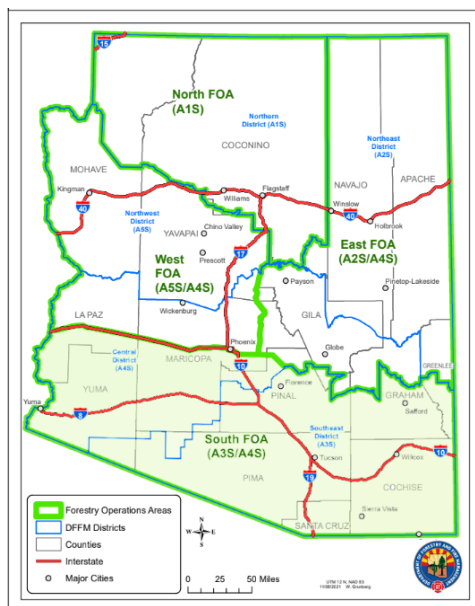 15
North FOA
(A1S)
Northern
District (A1S)
COCONINO
Northeast
District
(A2S)
MOHAVE
NAVAJO
APACHE
Kingman
Williams
Flagstaff
Winslow
40
40
Holbrook
Northwest
District
(A5S)
YAVAPAI
Chino Valley
17
East FOA
(A2S/A4S)
Prescott
West
FOA
(A5S/A4S)
Payson
Pinetop-Lakeside
LA PAZ
Wickenburg
GILA
Phoenix
Globe
Central
District
(A4S)
MARICOPA
10
GREENLEE
YUMA
Florence
PINAL
GRAHAM
Safford
Yuma
8
South FOA
(A3S/A4S)
Southeast
District
(A3S)
Tucson
Willcox
10
PIMA
19
COCHISE
Sierra Vista
SANTA CRUZ
Forestry Operations Areas
DFFM Districts
Counties
Interstate
Major Cities
N
W
E
S
0 25 50 Miles
UTM 12 N, NAD 83